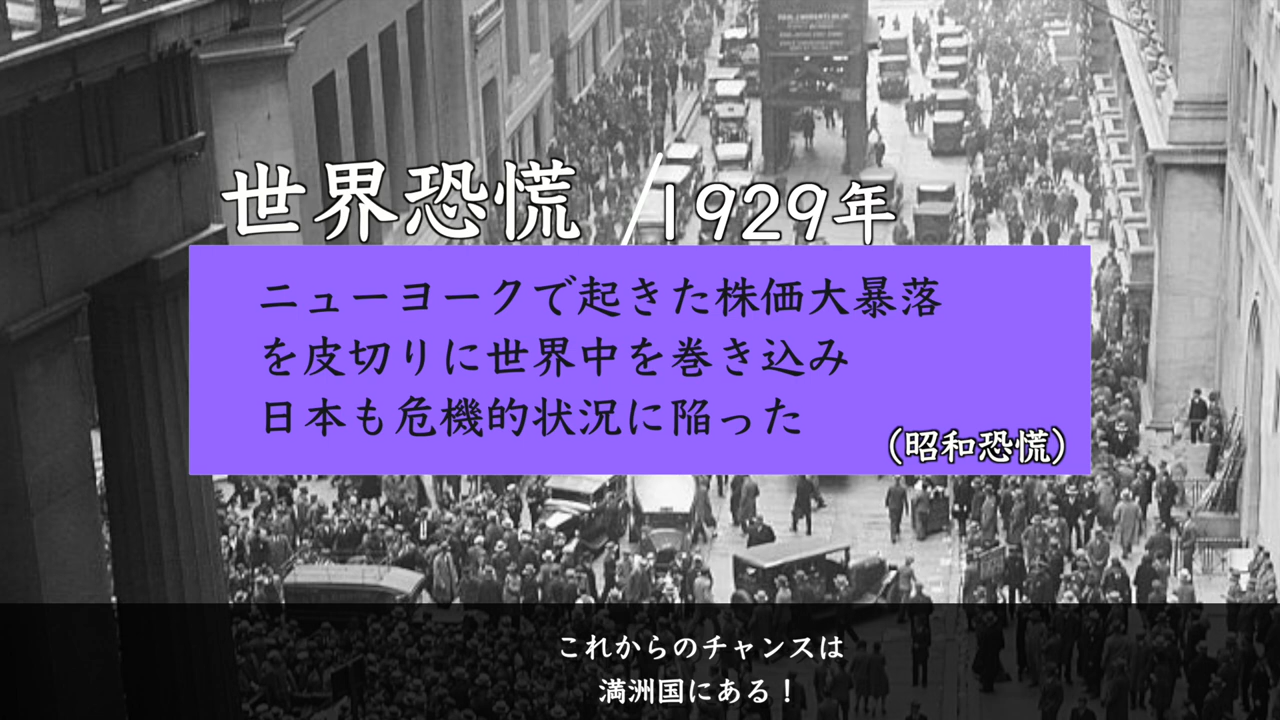 世界恐慌 /1929年
ニューヨークで起きた株価大暴落
を皮切りに世界中を巻き込み
日本も危機的状況に陥った
（昭和恐慌）
これからのチャンスは
満洲国にある！